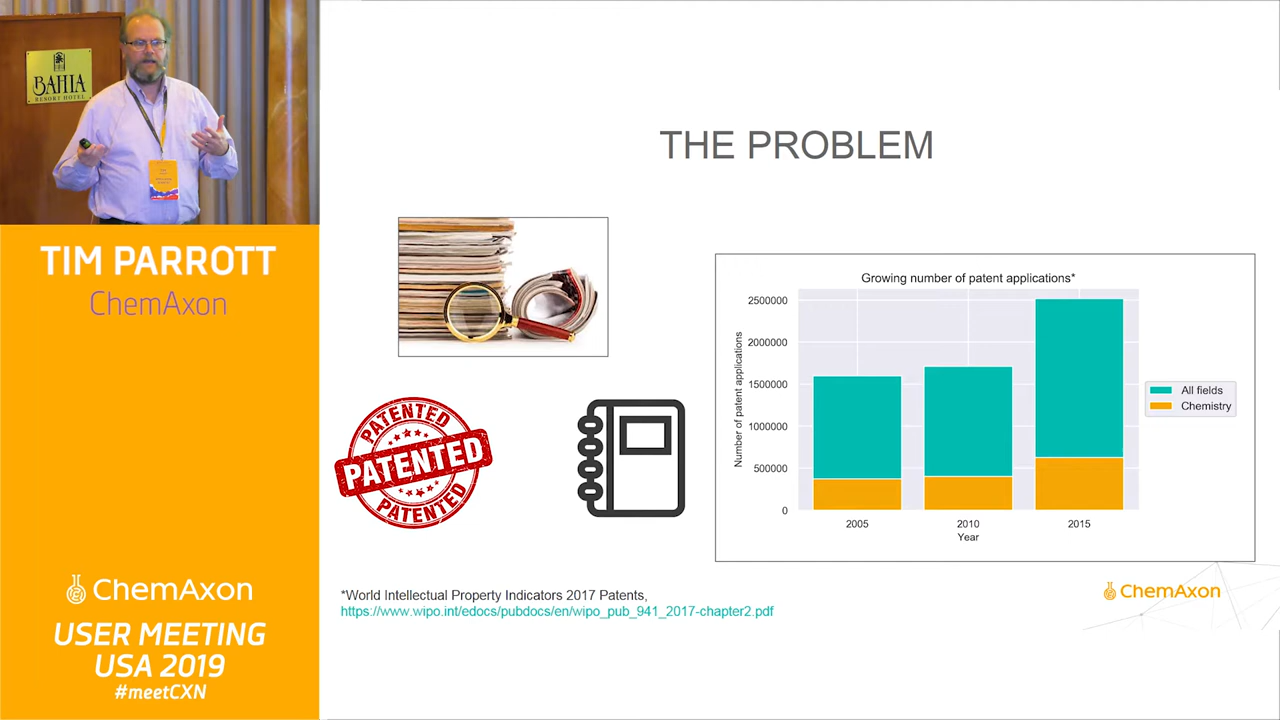 BAHIA
RESORT HOTEL
TIM PARROTT
ChemAxon
ChemAxon
USER MEETING
USA 2019
#meetCXN
THE PROBLEM
PATENTED
PATENTED
PATENTED
Growing number of patent applications*
Number of patent applications
2500000
2000000
1500000
1000000
500000
0
2005
2010
2015
Year
All fields
Chemistry
*World Intellectual Property Indicators 2017 Patents,
https://www.wipo.int/edocs/pubdocs/en/wipo_pub_941_2017-chapter2.pdf
ChemAxon